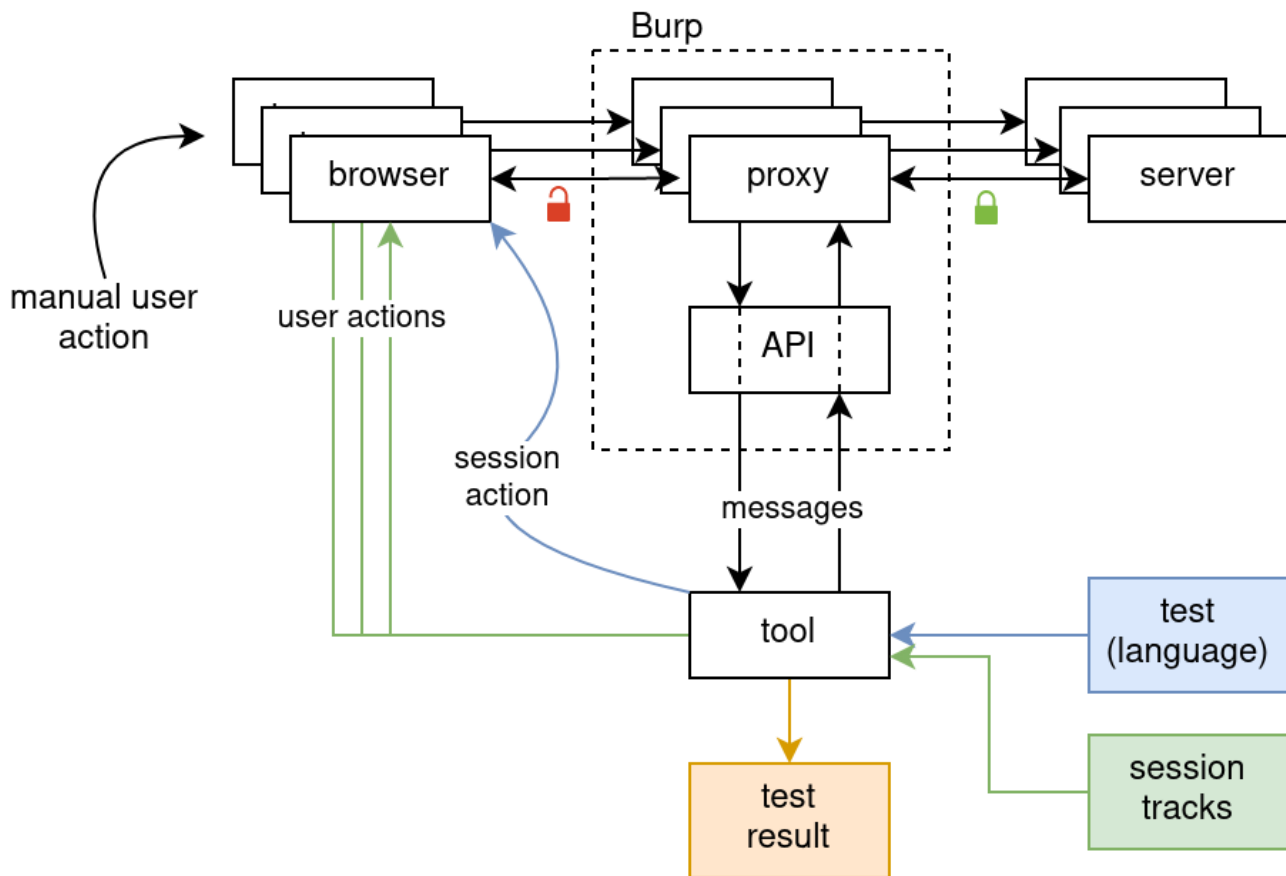 Burp
browser
proxy
server
manual user
action
user actions
API
session
action
messages
tool
test
(language)
test
result
session
tracks